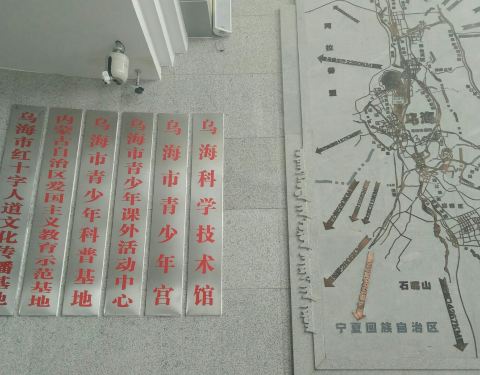 乌海科学技术馆
乌海市青少年宫
乌海市青少年课外活动中心
乌海市青少年科普基地
内蒙古自治区爱国主义教育示范基地
乌海市红十字人道文化传播基地
阿拉善盟
乌海
石嘴山
宁夏回族自治区